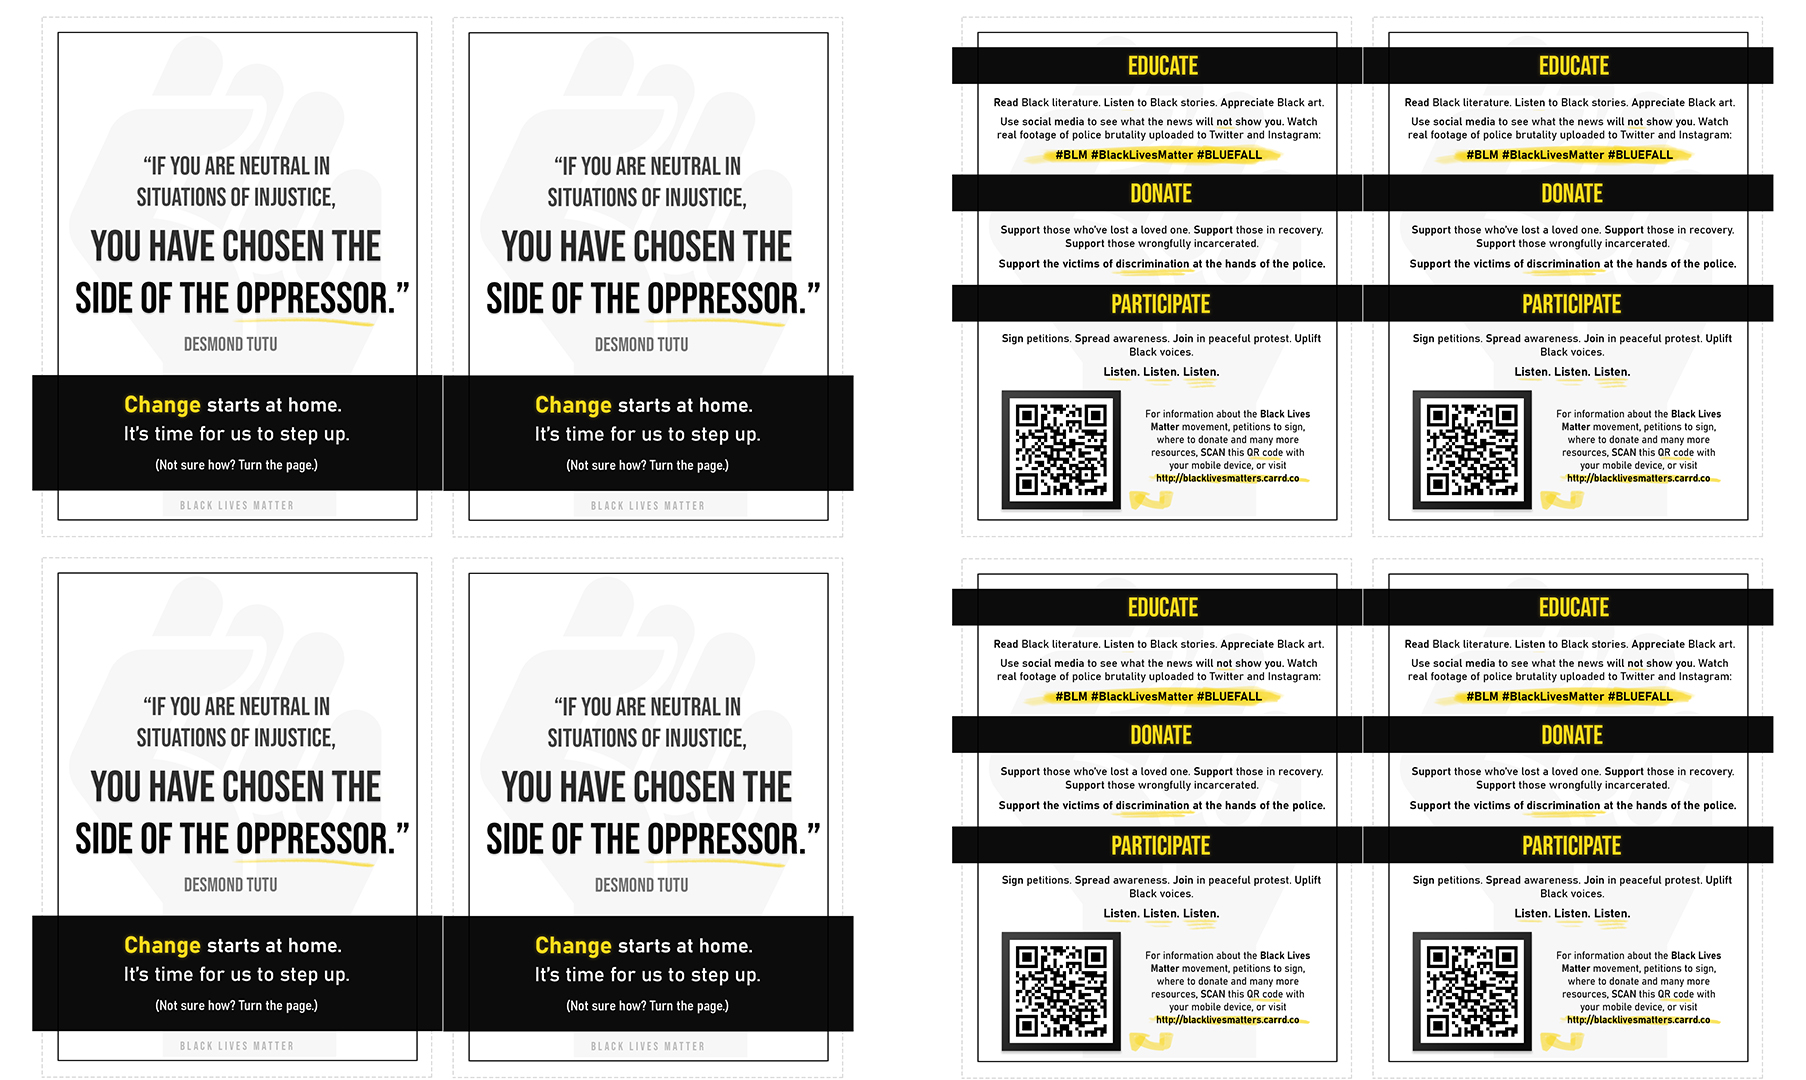 “IF YOU ARE NEUTRAL IN
SITUATIONS OF INJUSTICE,
YOU HAVE CHOSEN THE
SIDE OF THE OPPRESSOR.”
DESMOND TUTU
Change starts at home.
It’s time for us to step up.
(Not sure how? Turn the page.)
BLACK LIVES MATTER
“IF YOU ARE NEUTRAL IN
SITUATIONS OF INJUSTICE,
YOU HAVE CHOSEN THE
SIDE OF THE OPPRESSOR.”
DESMOND TUTU
Change starts at home.
It’s time for us to step up.
(Not sure how? Turn the page.)
BLACK LIVES MATTER
EDUCATE
Read Black literature. Listen to Black stories. Appreciate Black art.
Use social media to see what the news will not show you. Watch
real footage of police brutality uploaded to Twitter and Instagram:
#BLM #BlackLivesMatter #BLUEFALL
DONATE
Support those who've lost a loved one. Support those in recovery.
Support those wrongfully incarcerated.
Support the victims of discrimination at the hands of the police.
PARTICIPATE
Sign petitions. Spread awareness. Join in peaceful protest. Uplift
Black voices.
Listen. Listen. Listen.
For information about the Black Lives
Matter movement, petitions to sign,
where to donate and many more
resources, SCAN this QR code with
your mobile device, or visit
http://blacklivesmatters.carrd.co
EDUCATE
Read Black literature. Listen to Black stories. Appreciate Black art.
Use social media to see what the news will not show you. Watch
real footage of police brutality uploaded to Twitter and Instagram:
#BLM #BlackLivesMatter #BLUEFALL
DONATE
Support those who've lost a loved one. Support those in recovery.
Support those wrongfully incarcerated.
Support the victims of discrimination at the hands of the police.
PARTICIPATE
Sign petitions. Spread awareness. Join in peaceful protest. Uplift
Black voices.
Listen. Listen. Listen.
For information about the Black Lives
Matter movement, petitions to sign,
where to donate and many more
resources, SCAN this QR code with
your mobile device, or visit
http://blacklivesmatters.carrd.co
“IF YOU ARE NEUTRAL IN
SITUATIONS OF INJUSTICE,
YOU HAVE CHOSEN THE
SIDE OF THE OPPRESSOR.”
DESMOND TUTU
Change starts at home.
It’s time for us to step up.
(Not sure how? Turn the page.)
BLACK LIVES MATTER
“IF YOU ARE NEUTRAL IN
SITUATIONS OF INJUSTICE,
YOU HAVE CHOSEN THE
SIDE OF THE OPPRESSOR.”
DESMOND TUTU
Change starts at home.
It’s time for us to step up.
(Not sure how? Turn the page.)
BLACK LIVES MATTER
EDUCATE
Read Black literature. Listen to Black stories. Appreciate Black art.
Use social media to see what the news will not show you. Watch
real footage of police brutality uploaded to Twitter and Instagram:
#BLM #BlackLivesMatter #BLUEFALL
DONATE
Support those who've lost a loved one. Support those in recovery.
Support those wrongfully incarcerated.
Support the victims of discrimination at the hands of the police.
PARTICIPATE
Sign petitions. Spread awareness. Join in peaceful protest. Uplift
Black voices.
Listen. Listen. Listen.
For information about the Black Lives
Matter movement, petitions to sign,
where to donate and many more
resources, SCAN this QR code with
your mobile device, or visit
http://blacklivesmatters.carrd.co
EDUCATE
Read Black literature. Listen to Black stories. Appreciate Black art.
Use social media to see what the news will not show you. Watch
real footage of police brutality uploaded to Twitter and Instagram:
#BLM #BlackLivesMatter #BLUEFALL
DONATE
Support those who've lost a loved one. Support those in recovery.
Support those wrongfully incarcerated.
Support the victims of discrimination at the hands of the police.
PARTICIPATE
Sign petitions. Spread awareness. Join in peaceful protest. Uplift
Black voices.
Listen. Listen. Listen.
For information about the Black Lives
Matter movement, petitions to sign,
where to donate and many more
resources, SCAN this QR code with
your mobile device, or visit
http://blacklivesmatters.carrd.co